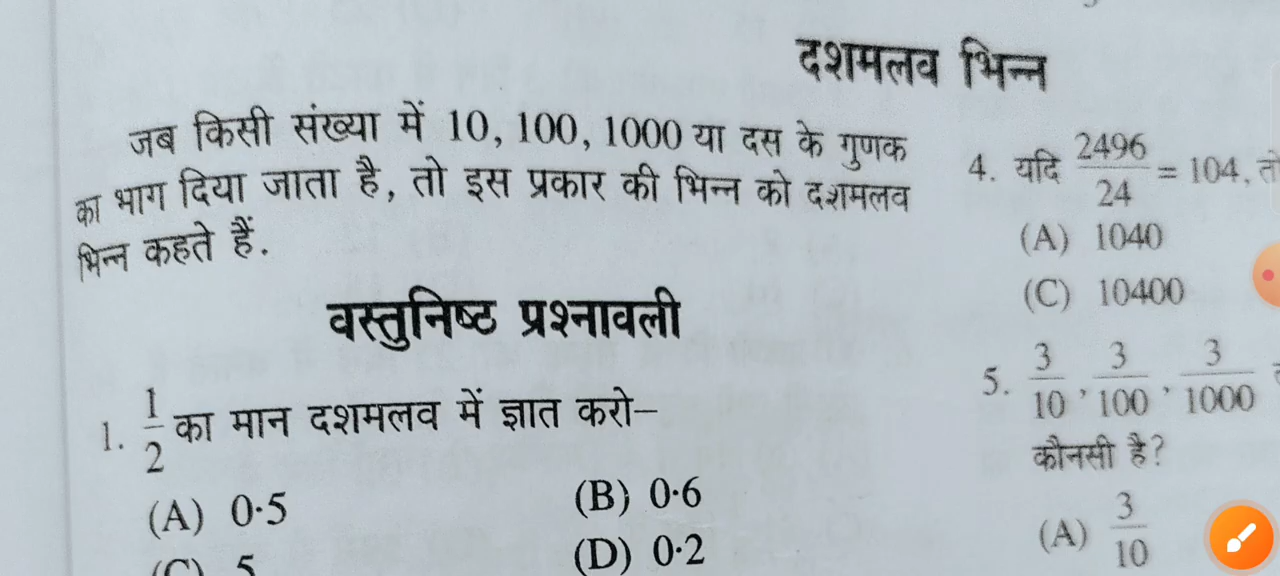 दशमलव भिन्न
जब किसी संख्या में 10, 100, 1000 या दस के गुणक
का भाग दिया जाता है, तो इस प्रकार की भिन्न को दशमलव
भिन्न कहते हैं.
वस्तुनिष्ठ प्रश्नावली
1. 1/2 का मान दशमलव में ज्ञात करो–
(A) 0·5 (B) 0·6
(C) 5 (D) 0·2
4. यदि 2496/24 = 104, तो
(A) 1040
(C) 10400
5. 3/10, 3/100, 3/1000
कौनसी है?
(A) 3/10